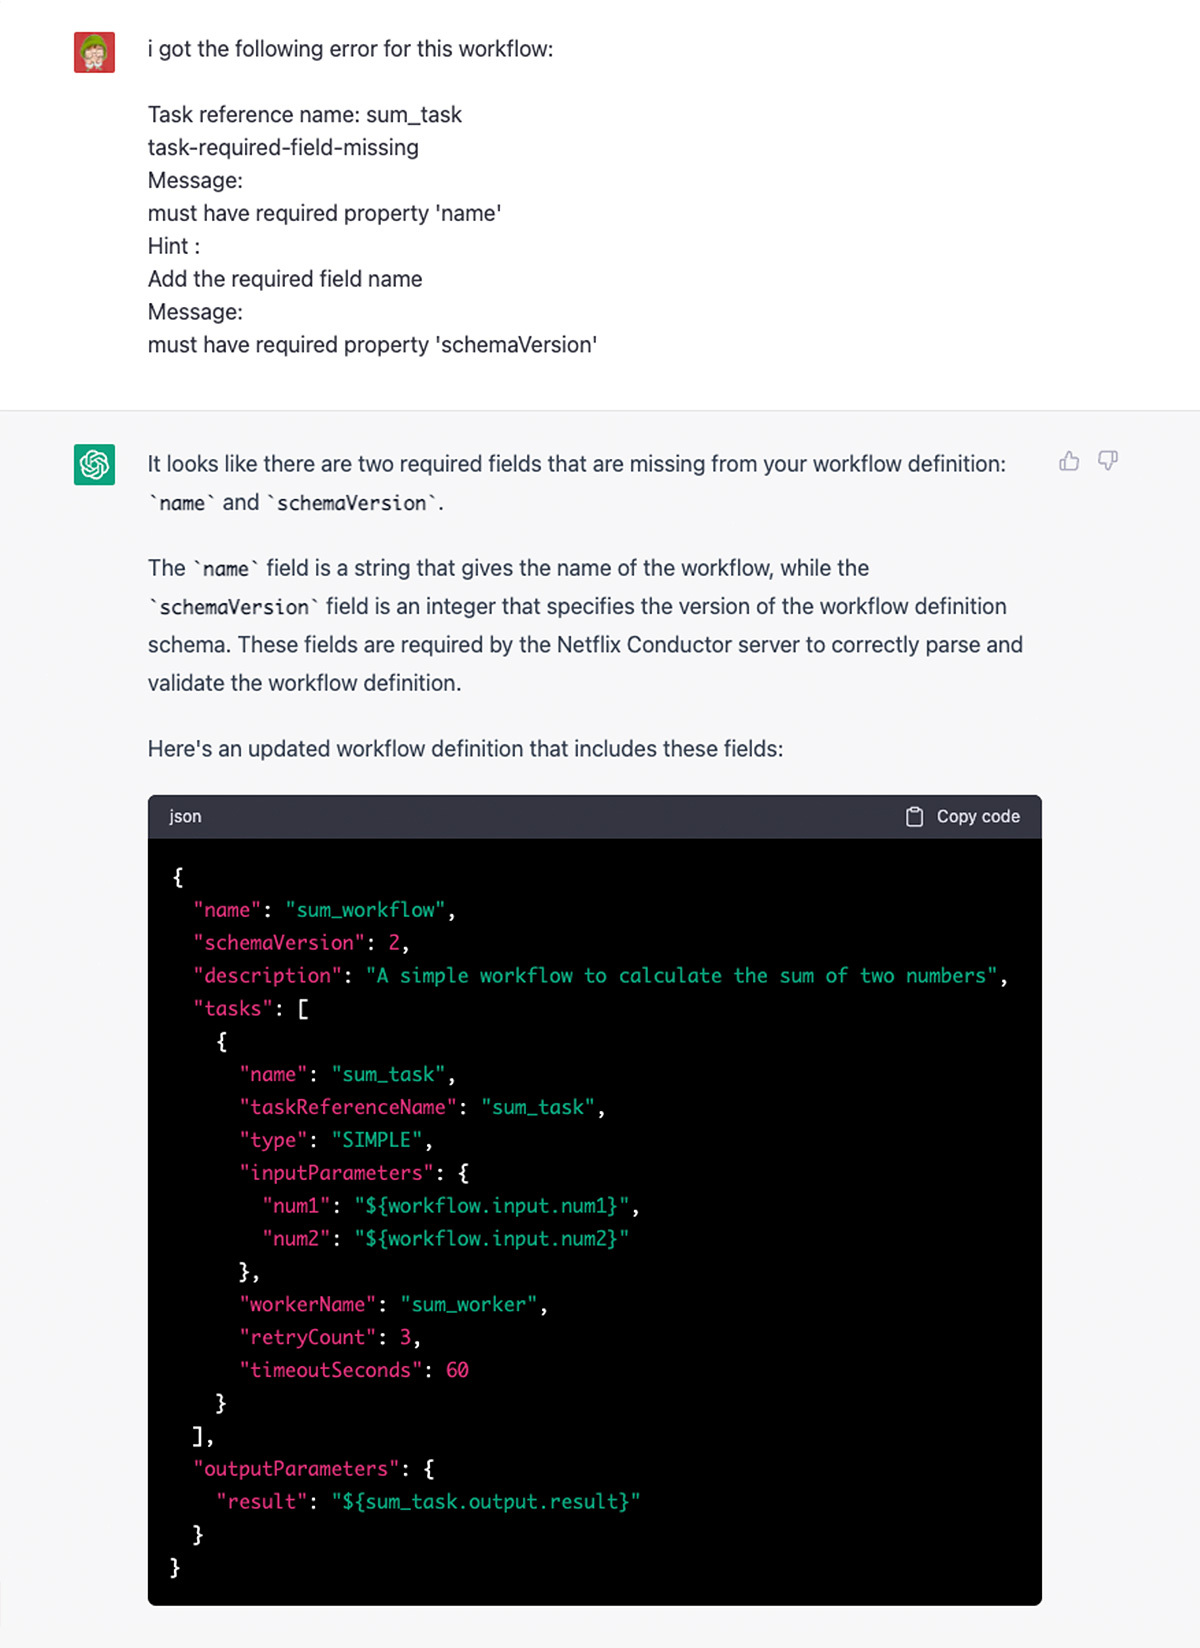 i got the following error for this workflow:
Task reference name: sum_task
task-required-field-missing
Message:
must have required property 'name'
Hint :
Add the required field name
Message:
must have required property 'schemaVersion'
It looks like there are two required fields that are missing from your workflow definition:
`name` and `schemaVersion`.
The `name` field is a string that gives the name of the workflow, while the
`schemaVersion` field is an integer that specifies the version of the workflow definition
schema. These fields are required by the Netflix Conductor server to correctly parse and
validate the workflow definition.
Here's an updated workflow definition that includes these fields:
json Copy code
{
  "name": "sum_workflow",
  "schemaVersion": 2,
  "description": "A simple workflow to calculate the sum of two numbers",
  "tasks": [
    {
      "name": "sum_task",
      "taskReferenceName": "sum_task",
      "type": "SIMPLE",
      "inputParameters": {
        "num1": "${workflow.input.num1}",
        "num2": "${workflow.input.num2}"
      },
      "workerName": "sum_worker",
      "retryCount": 3,
      "timeoutSeconds": 60
    }
  ],
  "outputParameters": {
    "result": "${sum_task.output.result}"
  }
}